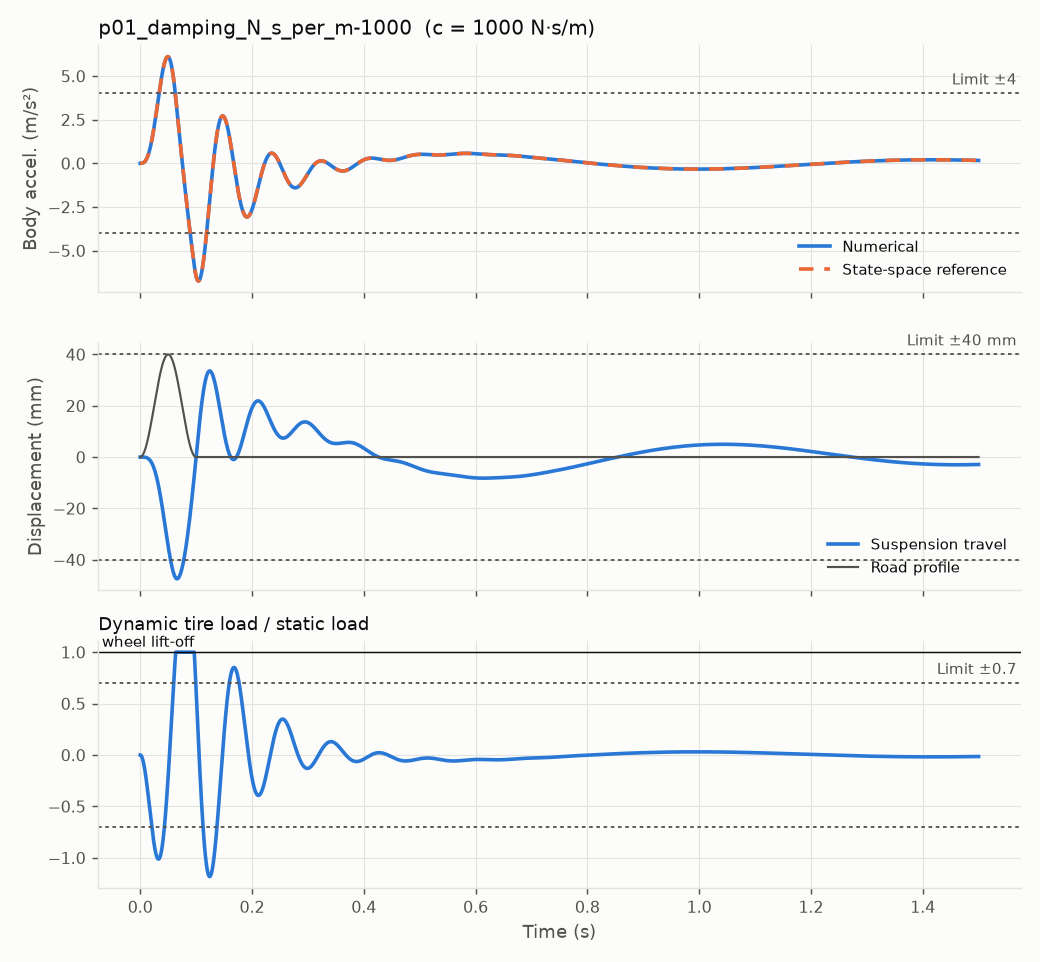 p01_damping_N_s_per_m-1000  (c = 1000 N·s/m)
Body accel. (m/s²)
5.0
2.5
0.0
−2.5
−5.0
Limit ±4
Numerical
State-space reference
Displacement (mm)
40
20
0
−20
−40
Limit ±40 mm
Suspension travel
Road profile
Dynamic tire load / static load
wheel lift-off
1.0
0.5
0.0
−0.5
−1.0
Limit ±0.7
0.0 0.2 0.4 0.6 0.8 1.0 1.2 1.4
Time (s)